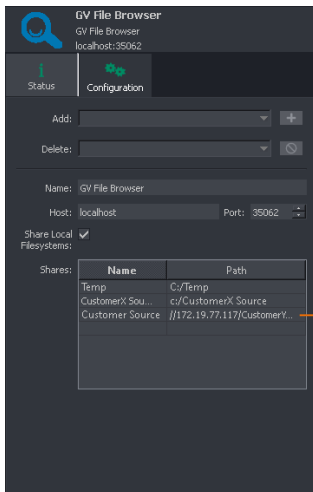 GV File Browser
GV File Browser
localhost:35062
Status
Configuration
Add:
Delete:
Name: GV File Browser
Host: localhost Port: 35062
Share Local
Filesystems:
Shares: Name Path
Temp C:/Temp
CustomerX Sou... c:/CustomerX Source
Customer Source //172.19.77.117/CustomerY...